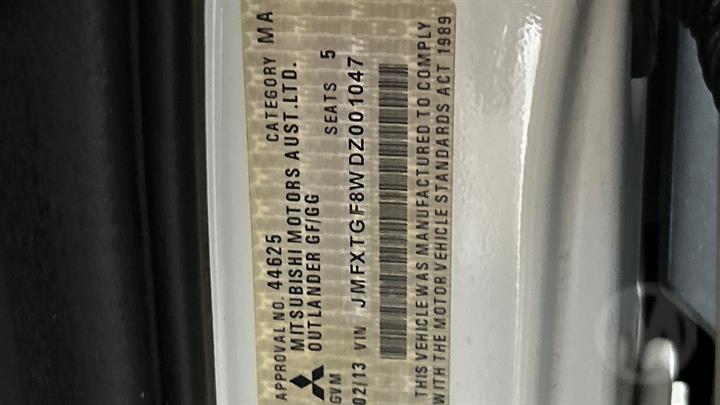 APPROVAL NO. 44625 CATEGORY MA
MITSUBISHI MOTORS AUST.LTD.
OUTLANDER GF/GG
GVM SEATS 5
02/13 VIN JMFXTGF8WDZ001047
THIS VEHICLE WAS MANUFACTURED TO COMPLY
WITH THE MOTOR VEHICLE STANDARDS ACT 1989